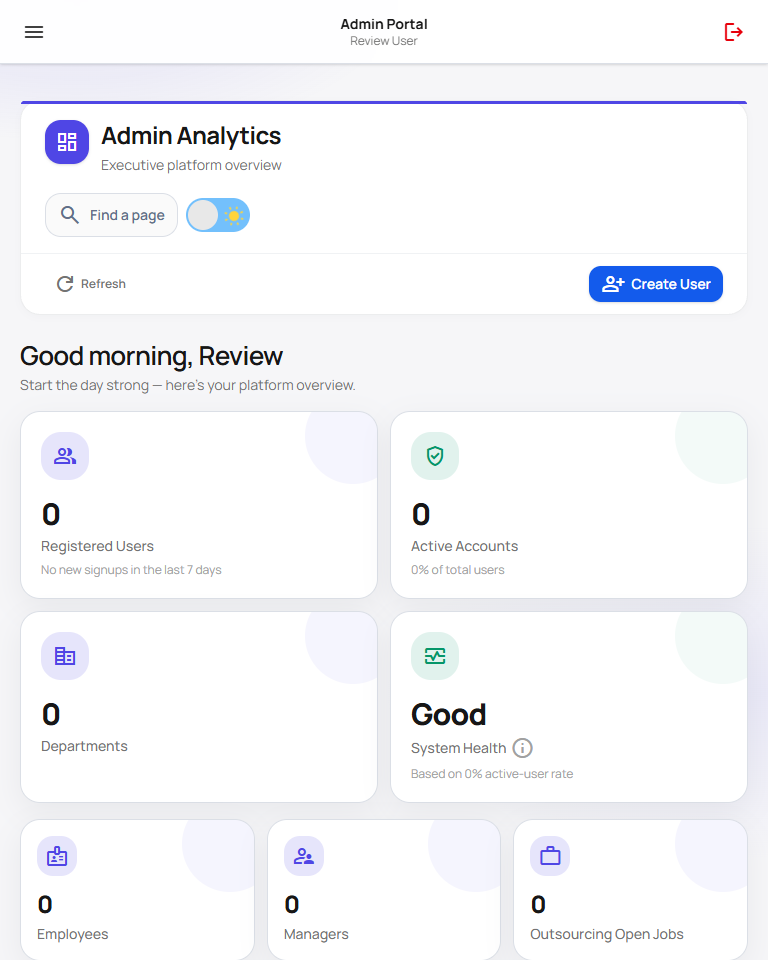 Admin Portal
Review User
Admin Analytics
Executive platform overview
Find a page
Refresh
Create User
Good morning, Review
Start the day strong — here's your platform overview.
0
Registered Users
No new signups in the last 7 days
0
Active Accounts
0% of total users
0
Departments
Good
System Health
Based on 0% active-user rate
0
Employees
0
Managers
0
Outsourcing Open Jobs